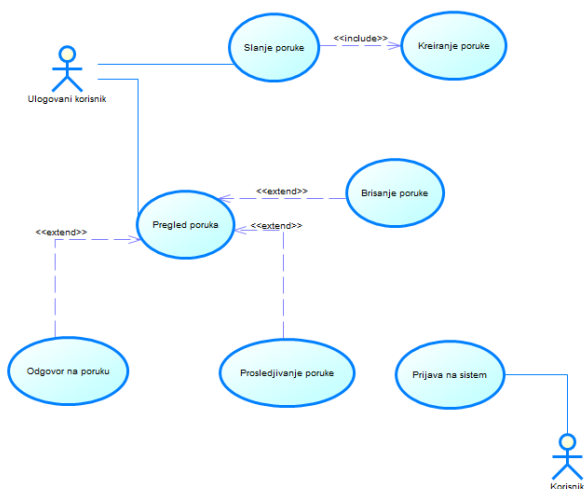 Slanje poruke
<<include>>
Kreiranje poruke
Ulogovani korisnik
<<extend>>
Brisanje poruke
Pregled poruka
<<extend>>
<<extend>>
Odgovor na poruku
Prosledjivanje poruke
Prijava na sistem
Korisnik